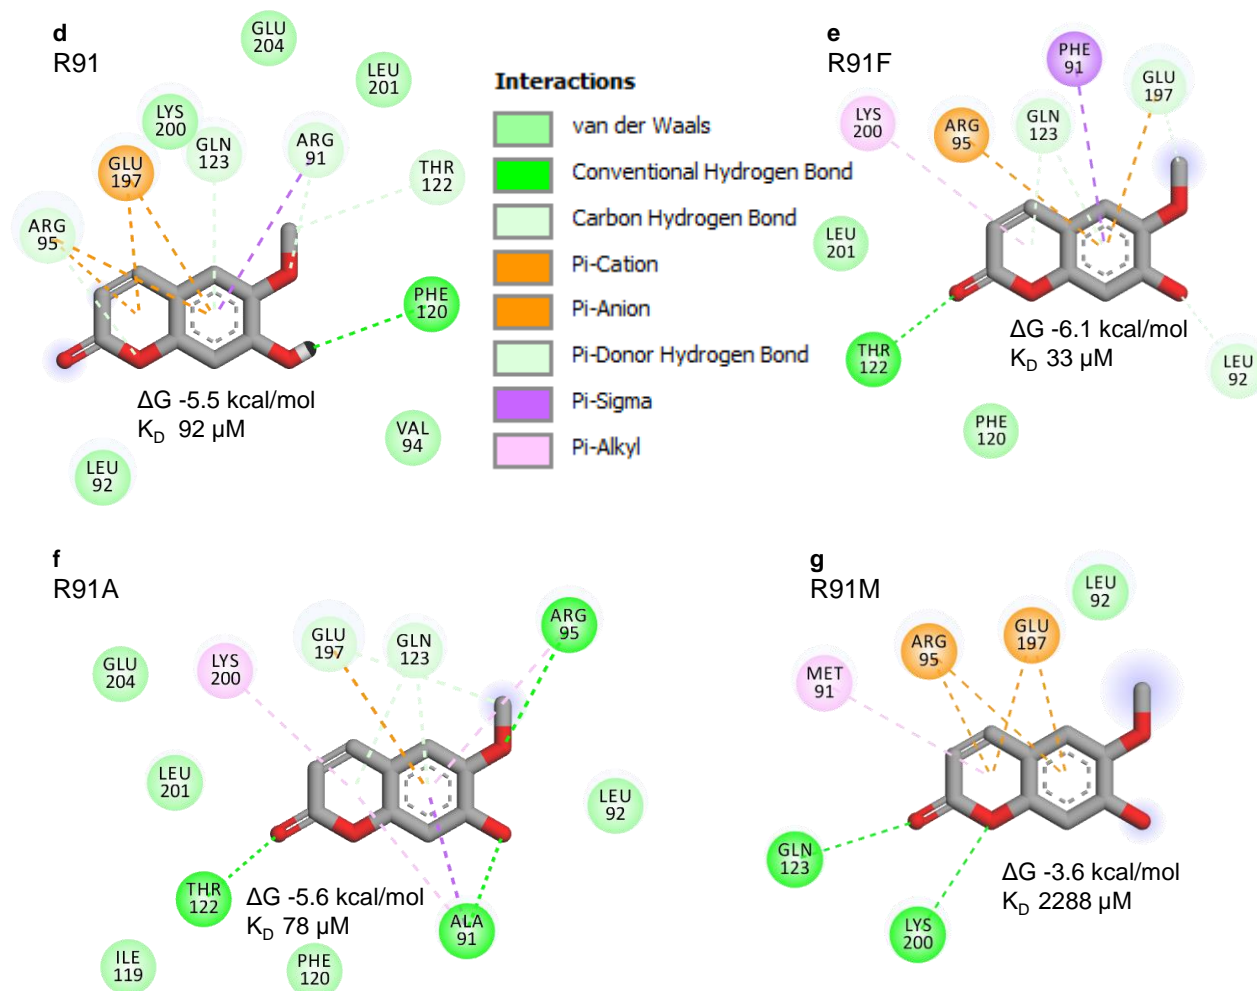 d
R91
GLU
204
LEU
201
LYS
200
GLN
123
ARG
91
GLU
197
THR
122
ARG
95
PHE
120
ΔG -5.5 kcal/mol
K_D 92 µM
VAL
94
LEU
92
Interactions
van der Waals
Conventional Hydrogen Bond
Carbon Hydrogen Bond
Pi-Cation
Pi-Anion
Pi-Donor Hydrogen Bond
Pi-Sigma
Pi-Alkyl
e
R91F
PHE
91
GLU
197
LYS
200
ARG
95
GLN
123
LEU
201
THR
122
ΔG -6.1 kcal/mol
K_D 33 µM
LEU
92
PHE
120
f
R91A
ARG
95
GLU
197
GLN
123
LYS
200
GLU
204
LEU
201
LEU
92
THR
122
ΔG -5.6 kcal/mol
K_D 78 µM
ALA
91
ILE
119
PHE
120
g
R91M
LEU
92
GLU
197
ARG
95
MET
91
GLN
123
ΔG -3.6 kcal/mol
K_D 2288 µM
LYS
200